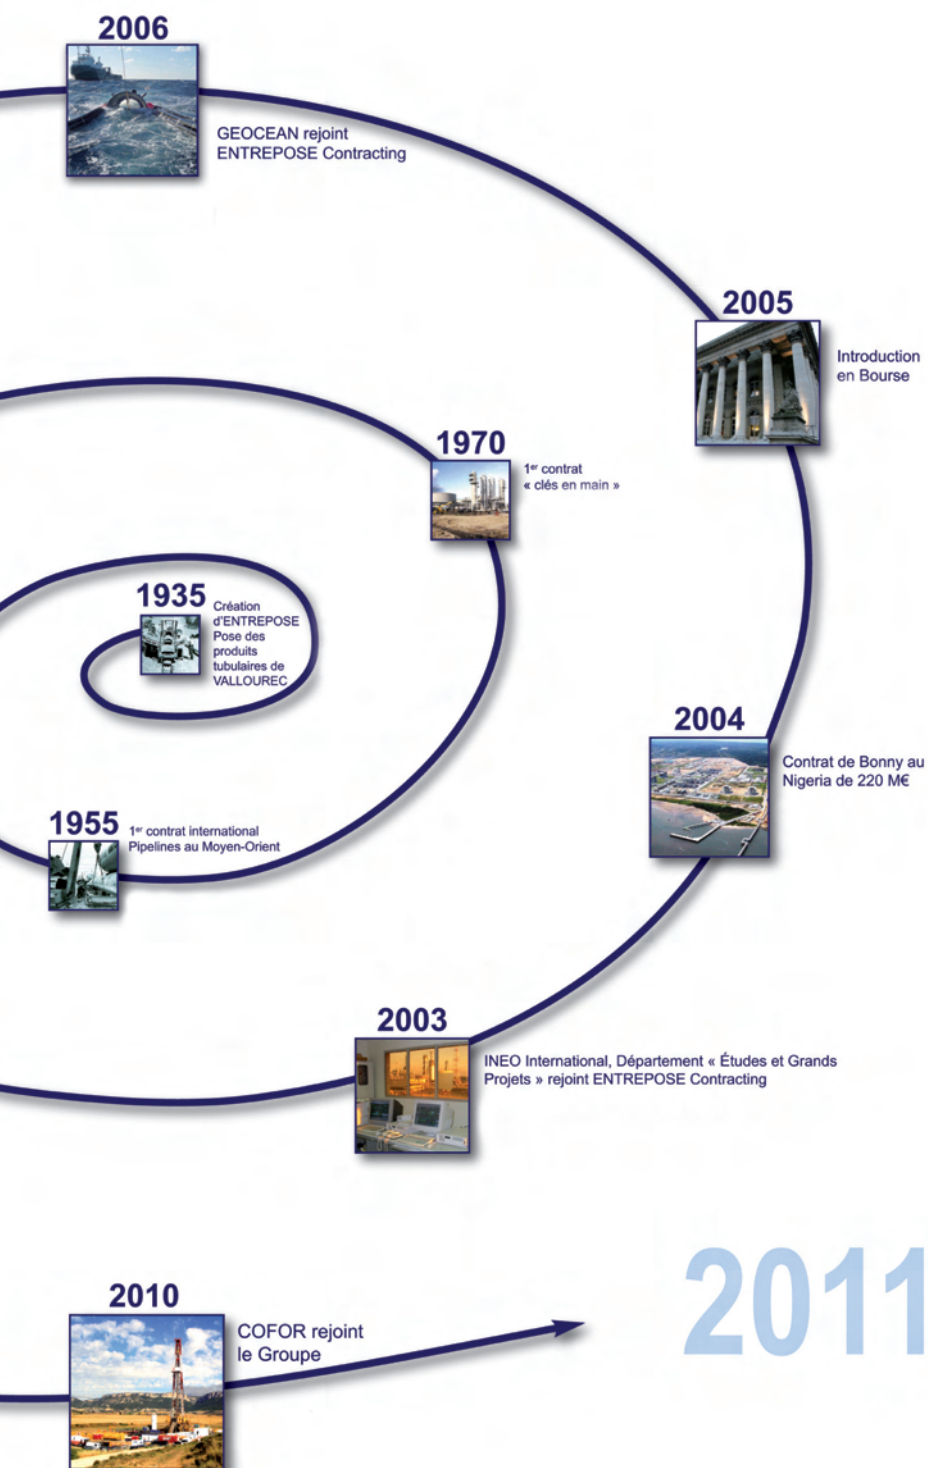 2006
GEOCEAN rejoint
ENTREPOSE Contracting
2005
Introduction
en Bourse
1970
1er contrat
« clés en main »
1935
Création
d'ENTREPOSE
Pose des
produits
tubulaires de
VALLOUREC
2004
Contrat de Bonny au
Nigeria de 220 M€
1955
1er contrat international
Pipelines au Moyen-Orient
2003
INEO International, Département « Études et Grands
Projets » rejoint ENTREPOSE Contracting
2011
2010
COFOR rejoint
le Groupe